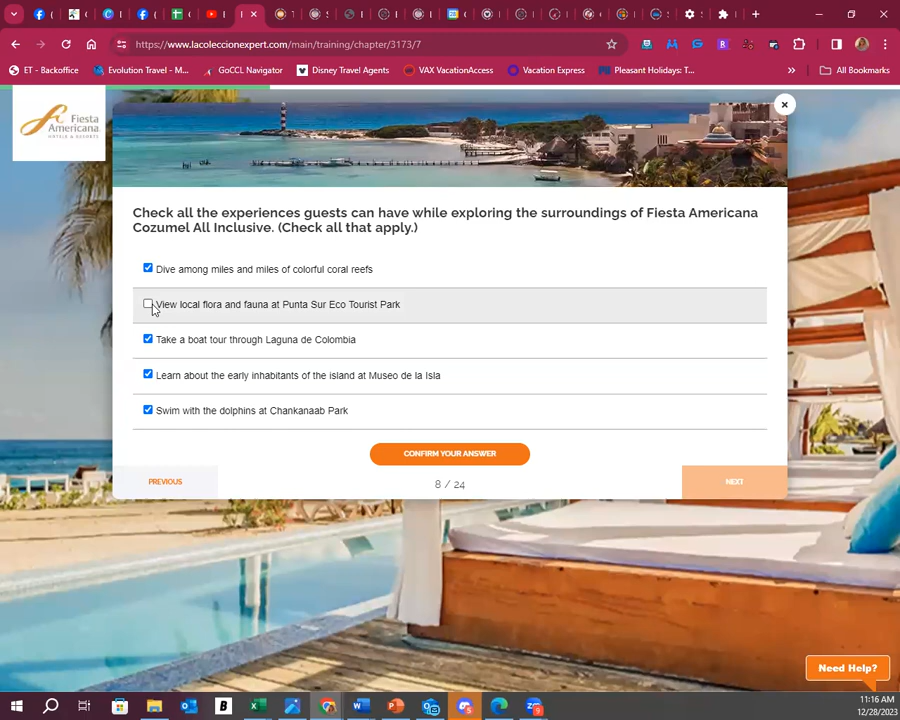 https://www.lacoleccionexpert.com/main/training/chapter/3173/7
ET - Backoffice
Evolution Travel - M...
GoCCL Navigator
Disney Travel Agents
VAX VacationAccess
Vacation Express
Pleasant Holidays: T...
»
All Bookmarks
Fiesta
Americana
HOTELS & RESORTS
Check all the experiences guests can have while exploring the surroundings of Fiesta Americana
Cozumel All Inclusive. (Check all that apply.)
Dive among miles and miles of colorful coral reefs
View local flora and fauna at Punta Sur Eco Tourist Park
Take a boat tour through Laguna de Colombia
Learn about the early inhabitants of the island at Museo de la Isla
Swim with the dolphins at Chankanaab Park
CONFIRM YOUR ANSWER
PREVIOUS
8 / 24
NEXT
Need Help?
11:16 AM
12/28/2023